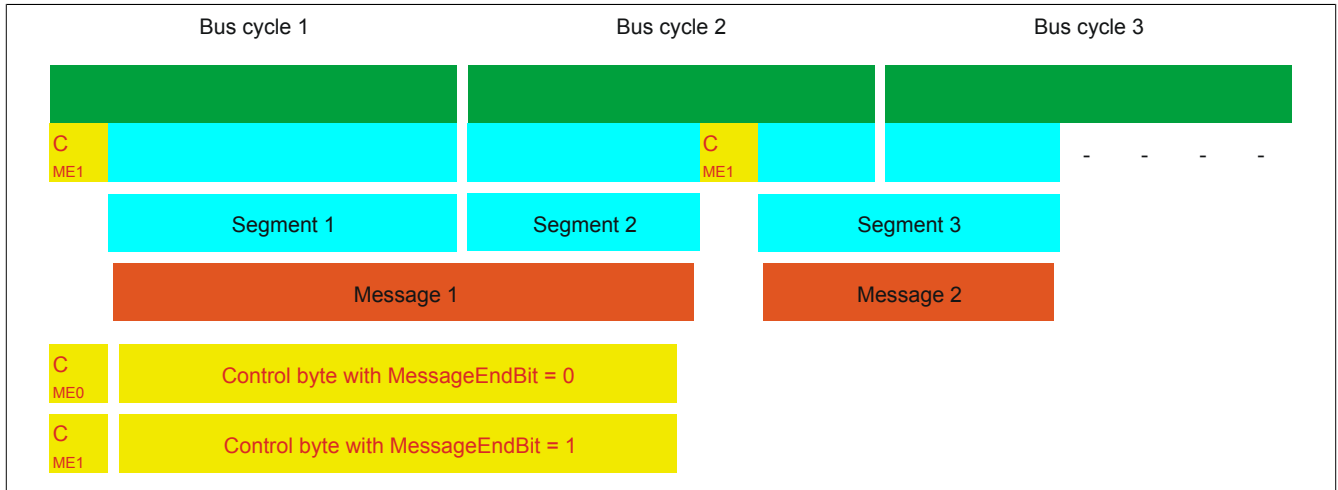 Bus cycle 1
Bus cycle 2
Bus cycle 3
C
ME1
C
ME1
- - - -
Segment 1
Segment 2
Segment 3
Message 1
Message 2
C
ME0
Control byte with MessageEndBit = 0
C
ME1
Control byte with MessageEndBit = 1